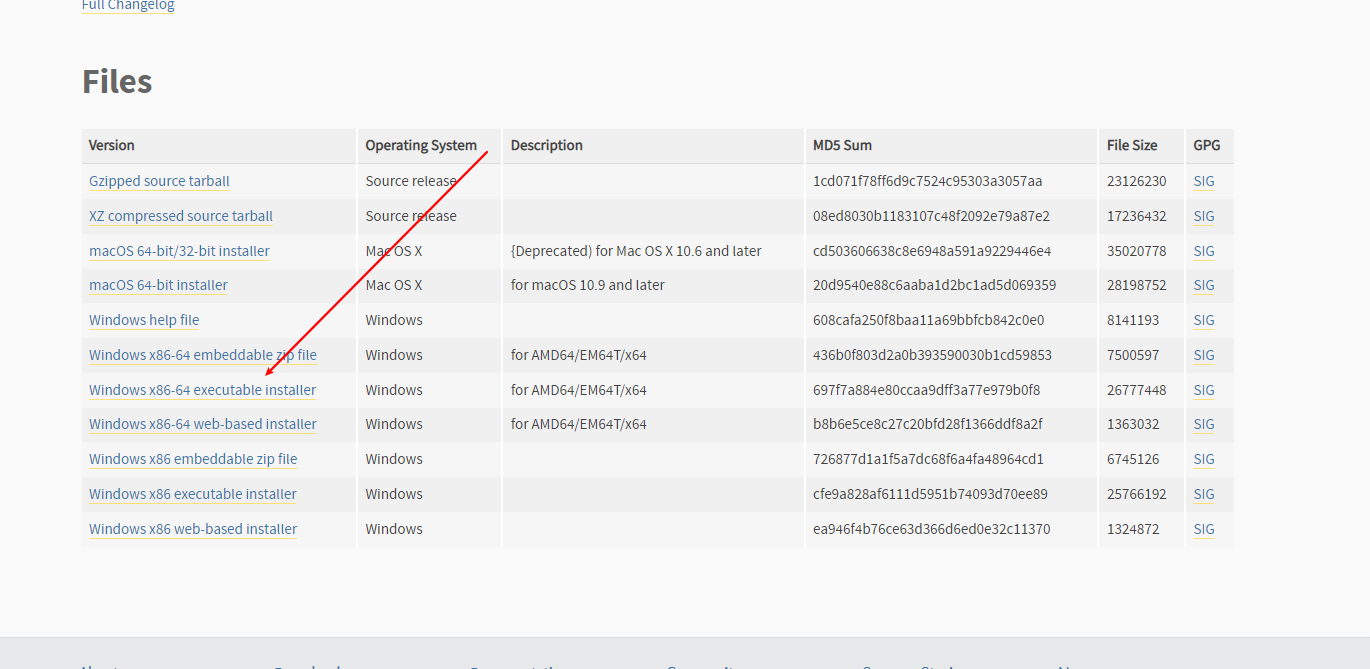 Full Changelog
Files
Version Operating System Description MD5 Sum File Size GPG
Gzipped source tarball Source release 1cd071f78ff6d9c7524c95303a3057aa 23126230 SIG
XZ compressed source tarball Source release 08ed8030b1183107c48f2092e79a87e2 17236432 SIG
macOS 64-bit/32-bit installer Mac OS X {Deprecated) for Mac OS X 10.6 and later cd503606638c8e6948a591a9229446e4 35020778 SIG
macOS 64-bit installer Mac OS X for macOS 10.9 and later 20d9540e88c6aaba1d2bc1ad5d069359 28198752 SIG
Windows help file Windows 608cafa250f8baa11a69bbfcb842c0e0 8141193 SIG
Windows x86-64 embeddable zip file Windows for AMD64/EM64T/x64 436b0f803d2a0b393590030b1cd59853 7500597 SIG
Windows x86-64 executable installer Windows for AMD64/EM64T/x64 697f7a884e80ccaa9dff3a77e979b0f8 26777448 SIG
Windows x86-64 web-based installer Windows for AMD64/EM64T/x64 b8b6e5ce8c27c20bfd28f1366ddf8a2f 1363032 SIG
Windows x86 embeddable zip file Windows 726877d1a1f5a7dc68f6a4fa48964cd1 6745126 SIG
Windows x86 executable installer Windows cfe9a828af6111d5951b74093d70ee89 25766192 SIG
Windows x86 web-based installer Windows ea946f4b76ce63d366d6ed0e32c11370 1324872 SIG